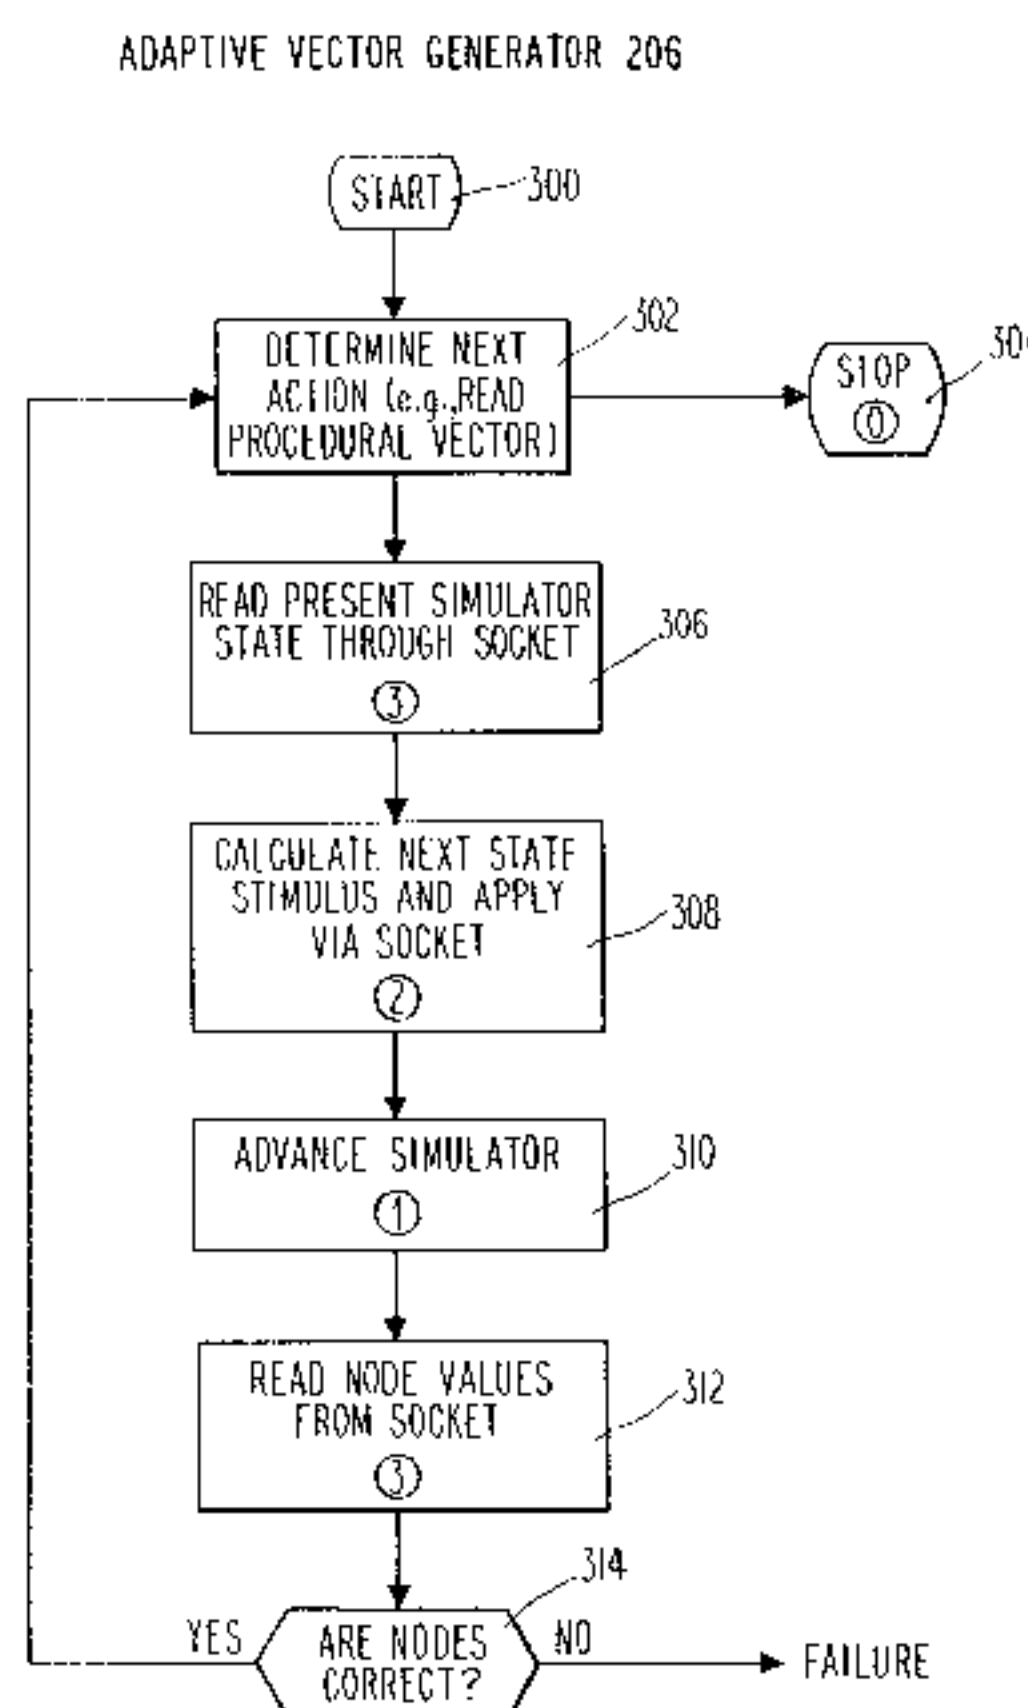 ADAPTIVE VECTOR GENERATOR 206
START
300
DETERMINE NEXT
ACTION (e.g.,READ
PROCEDURAL VECTOR)
302
STOP
0
READ PRESENT SIMULATOR
STATE THROUGH SOCKET
3
306
CALCULATE NEXT STATE
STIMULUS AND APPLY
VIA SOCKET
2
308
ADVANCE SIMULATOR
1
310
READ NODE VALUES
FROM SOCKET
3
312
314
YES
ARE NODES
CORRECT?
NO
FAILURE